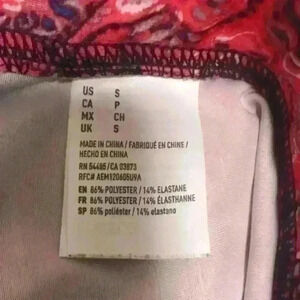 US S
CA P
MX CH
UK S
MADE IN CHINA / FABRIQUÉ EN CHINE /
HECHO EN CHINA
RN 54485/CA 03873
RFC# AEM120605U9A
EN 86% POLYESTER / 14% ELASTANE
FR 86% POLYESTER / 14% ÉLASTHANNE
SP 86% poliéster / 14% elastano